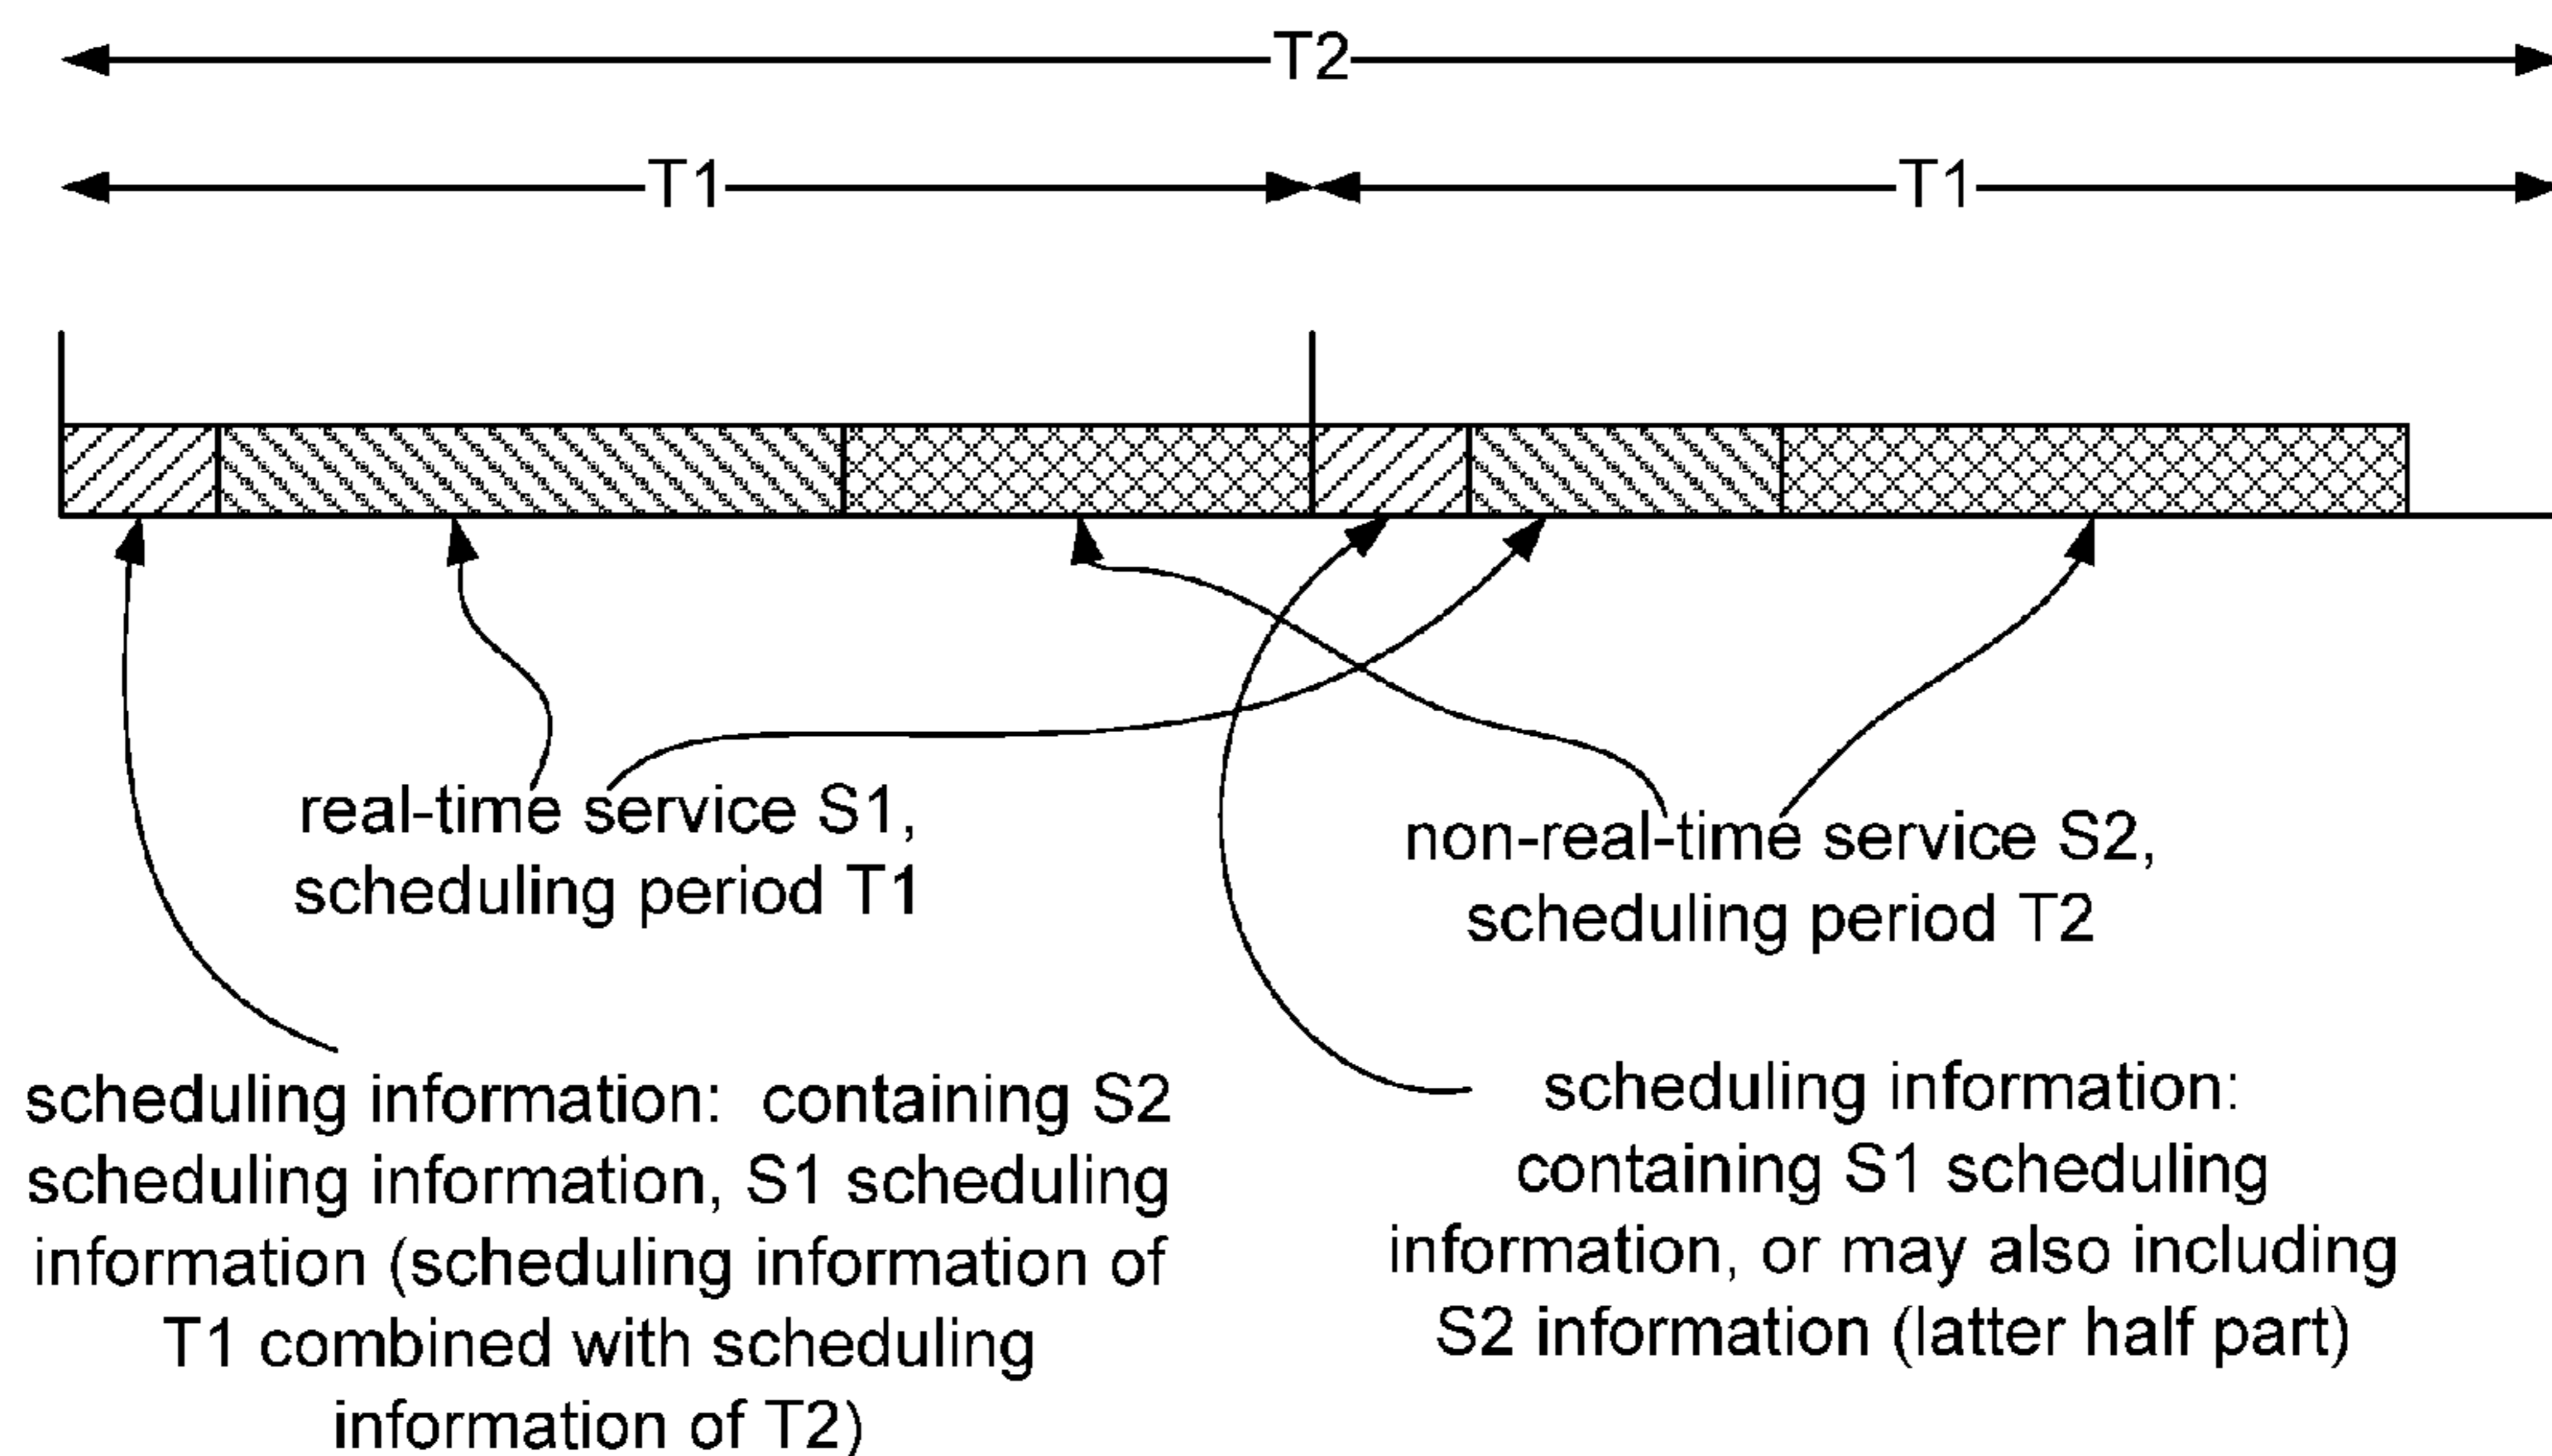 T2
T1
T1
real-time service S1,
scheduling period T1
non-real-time service S2,
scheduling period T2
scheduling information: containing S2
scheduling information, S1 scheduling
information (scheduling information of
T1 combined with scheduling
information of T2)
scheduling information:
containing S1 scheduling
information, or may also including
S2 information (latter half part)